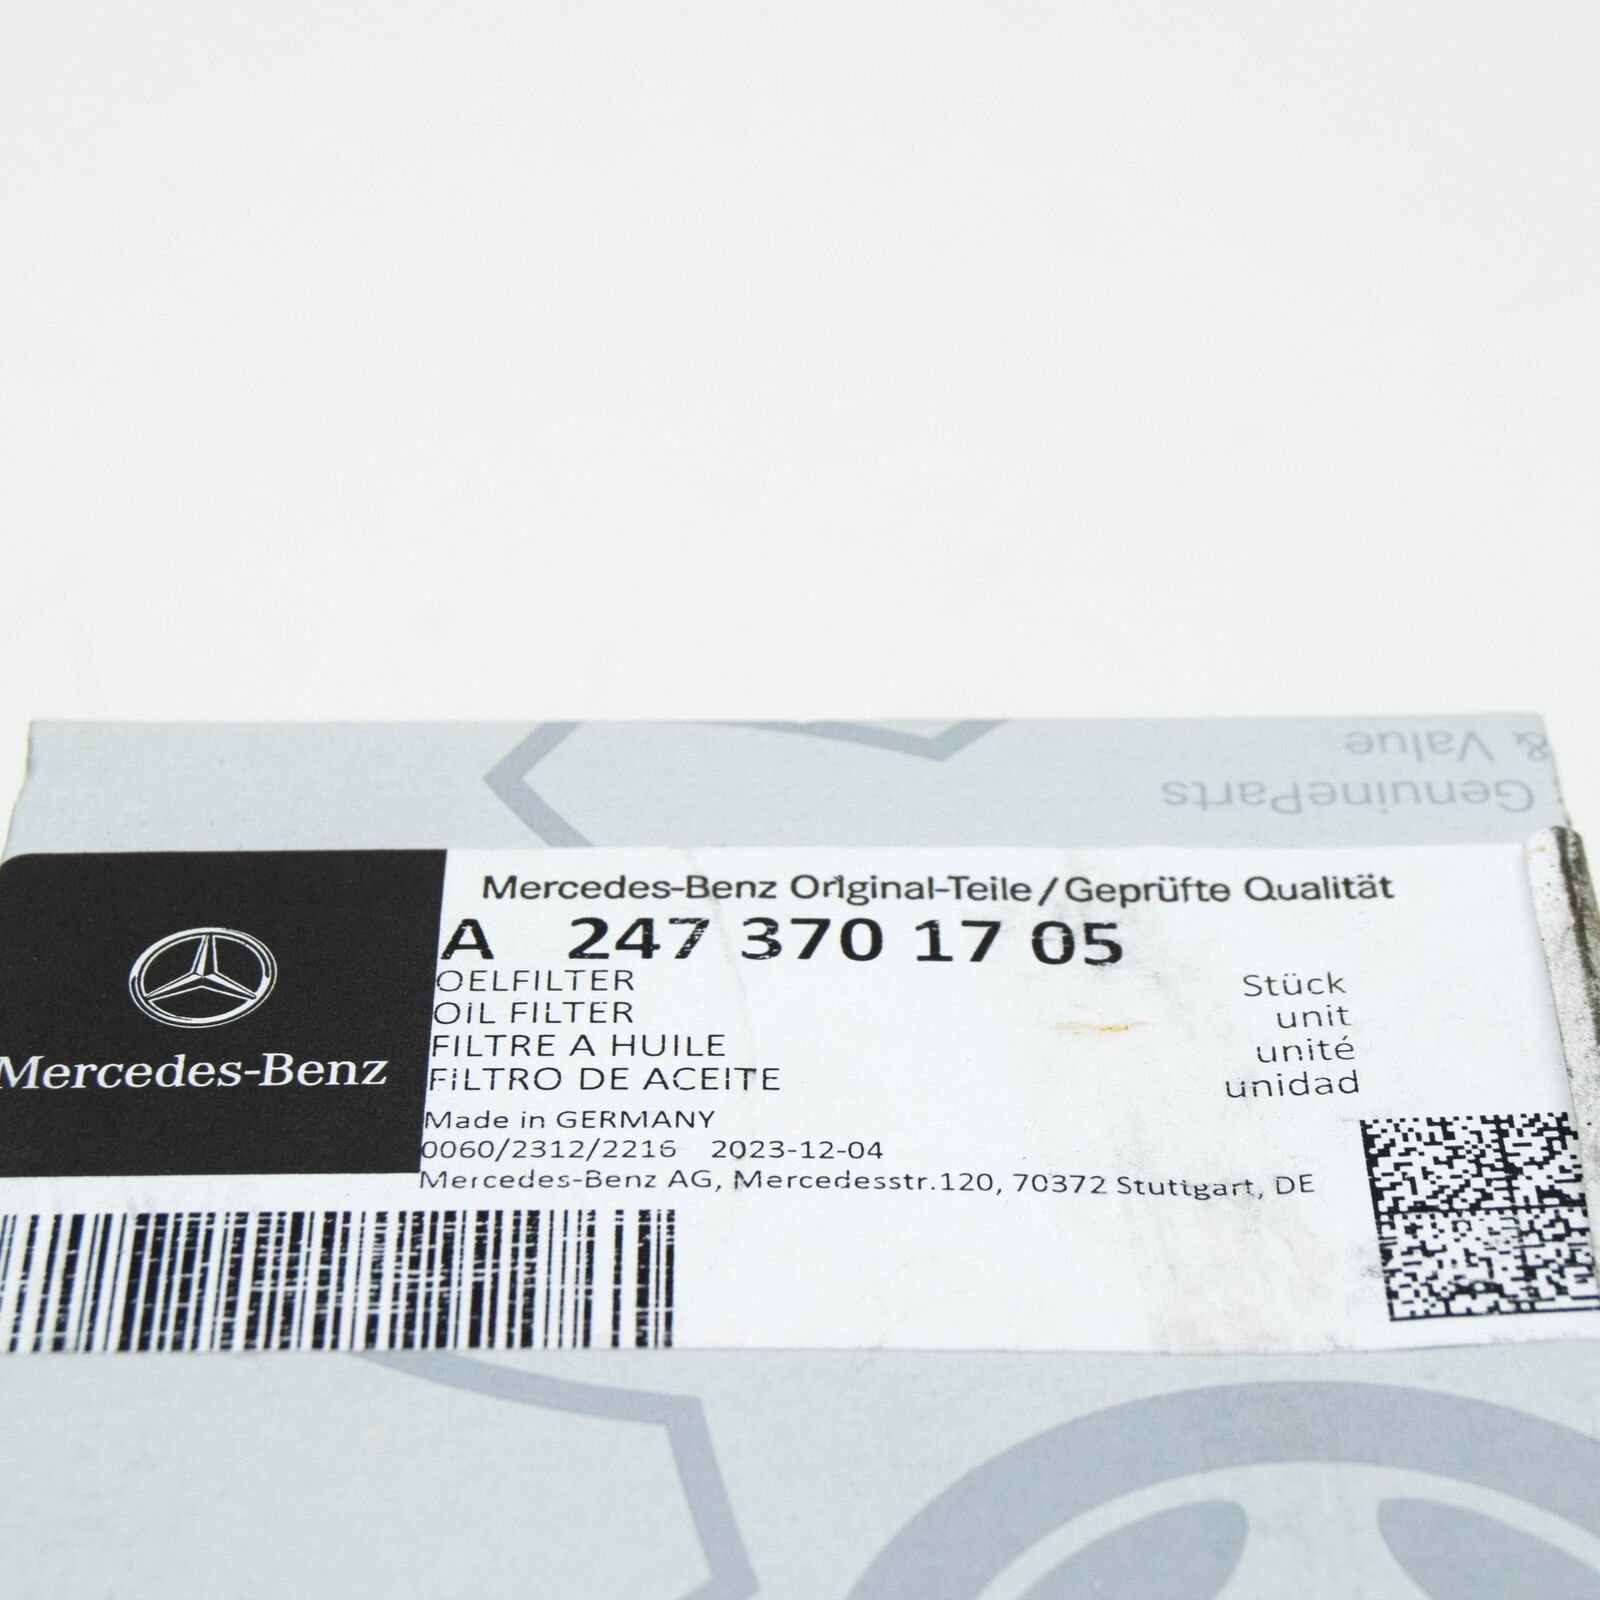 & Value
GenuineParts
Mercedes-Benz Original-Teile/Geprüfte Qualität
A 247 370 17 05
OELFILTER
OIL FILTER
FILTRE A HUILE
FILTRO DE ACEITE
Stück
unit
unité
unidad
Mercedes-Benz
Made in GERMANY
0060/2312/2216 2023-12-04
Mercedes-Benz AG, Mercedesstr.120, 70372 Stuttgart, DE